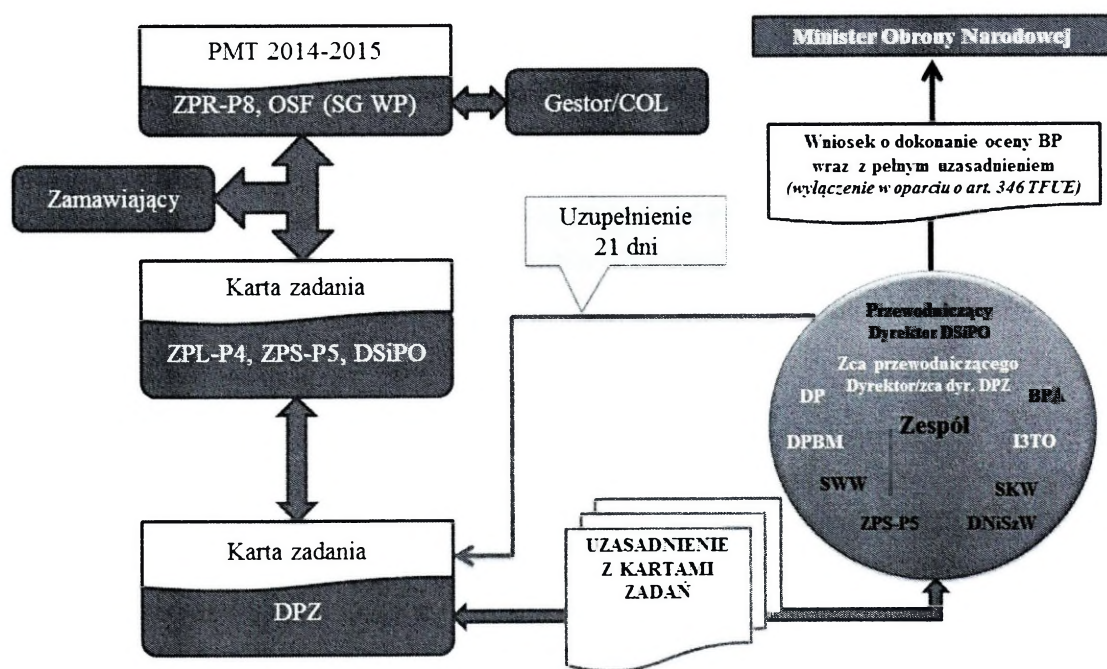 PMT 2014-2015
ZPR-P8, OSF (SG WP)
Gestor/COL
Zamawiający
Karta zadania
ZPL-P4, ZPS-P5, DSiPO
Karta zadania
DPZ
Uzupełnienie
21 dni
UZASADNIENIE
Z KARTAMI
ZADAŃ
Minister Obrony Narodowej
Wniosek o dokonanie oceny BP
wraz z pełnym uzasadnieniem
(wyłączenie w oparciu o art. 346 TFUE)
Przewodniczący
Dyrektor DSiPO
Zca przewodniczącego
Dyrektor/zca dyr. DPZ
DP
BPA
Zespół
DPBM
I3TO
SWW
SKW
ZPS-P5
DNiSzW